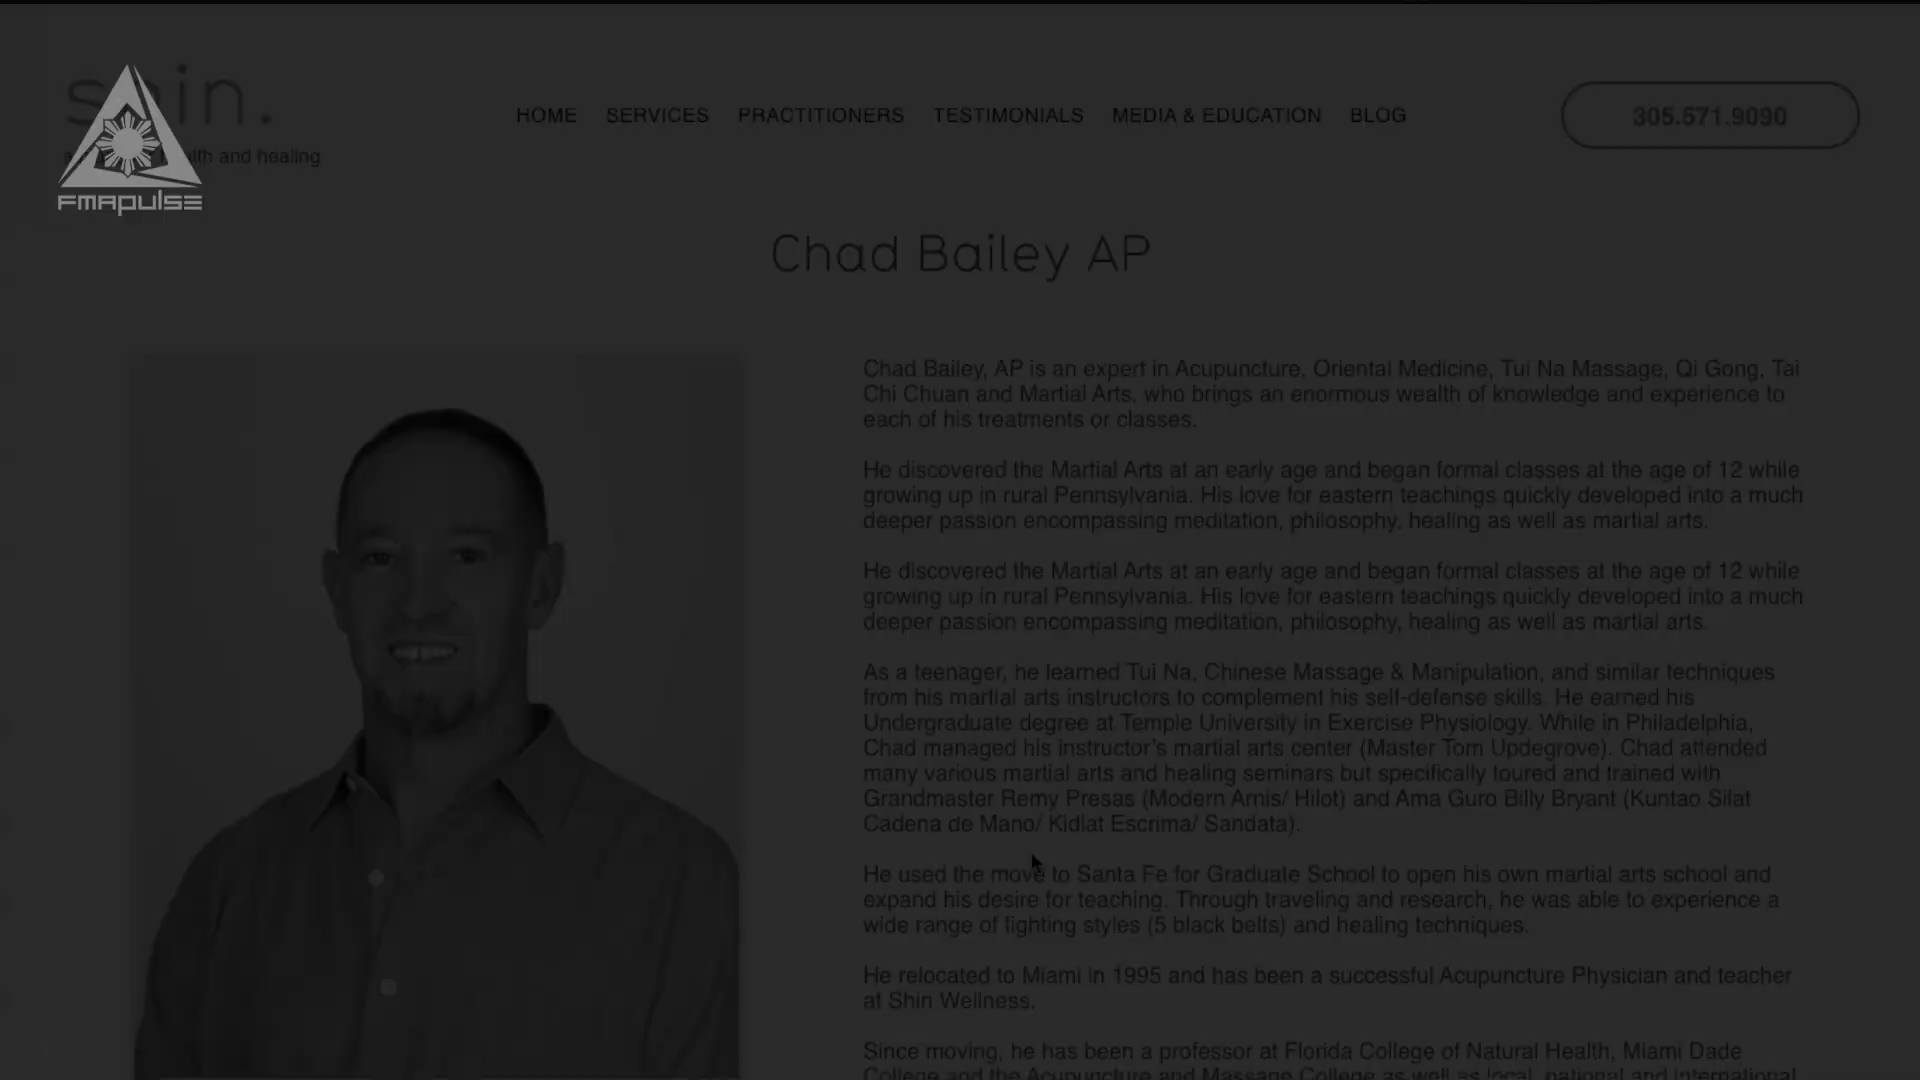 shin.
health and healing
FMAPULSE
HOME SERVICES PRACTITIONERS TESTIMONIALS MEDIA & EDUCATION BLOG
305.571.9090
Chad Bailey AP
Chad Bailey, AP is an expert in Acupuncture, Oriental Medicine, Tui Na Massage, Qi Gong, Tai
Chi Chuan and Martial Arts, who brings an enormous wealth of knowledge and experience to
each of his treatments or classes.
He discovered the Martial Arts at an early age and began formal classes at the age of 12 while
growing up in rural Pennsylvania. His love for eastern teachings quickly developed into a much
deeper passion encompassing meditation, philosophy, healing as well as martial arts.
He discovered the Martial Arts at an early age and began formal classes at the age of 12 while
growing up in rural Pennsylvania. His love for eastern teachings quickly developed into a much
deeper passion encompassing meditation, philosophy, healing as well as martial arts.
As a teenager, he learned Tui Na, Chinese Massage & Manipulation, and similar techniques
from his martial arts instructors to complement his self-defense skills. He earned his
Undergraduate degree at Temple University in Exercise Physiology. While in Philadelphia,
Chad managed his instructor's martial arts center (Master Tom Updegrove). Chad attended
many various martial arts and healing seminars but specifically toured and trained with
Grandmaster Remy Presas (Modern Arnis/ Hilot) and Ama Guro Billy Bryant (Kuntao Silat
Cadena de Mano/ Kidlat Escrima/ Sandata).
He used the move to Santa Fe for Graduate School to open his own martial arts school and
expand his desire for teaching. Through traveling and research, he was able to experience a
wide range of fighting styles (5 black belts) and healing techniques.
He relocated to Miami in 1995 and has been a successful Acupuncture Physician and teacher
at Shin Wellness.
Since moving, he has been a professor at Florida College of Natural Health, Miami Dade
College and the Acupuncture and Massage College as well as local, national and international